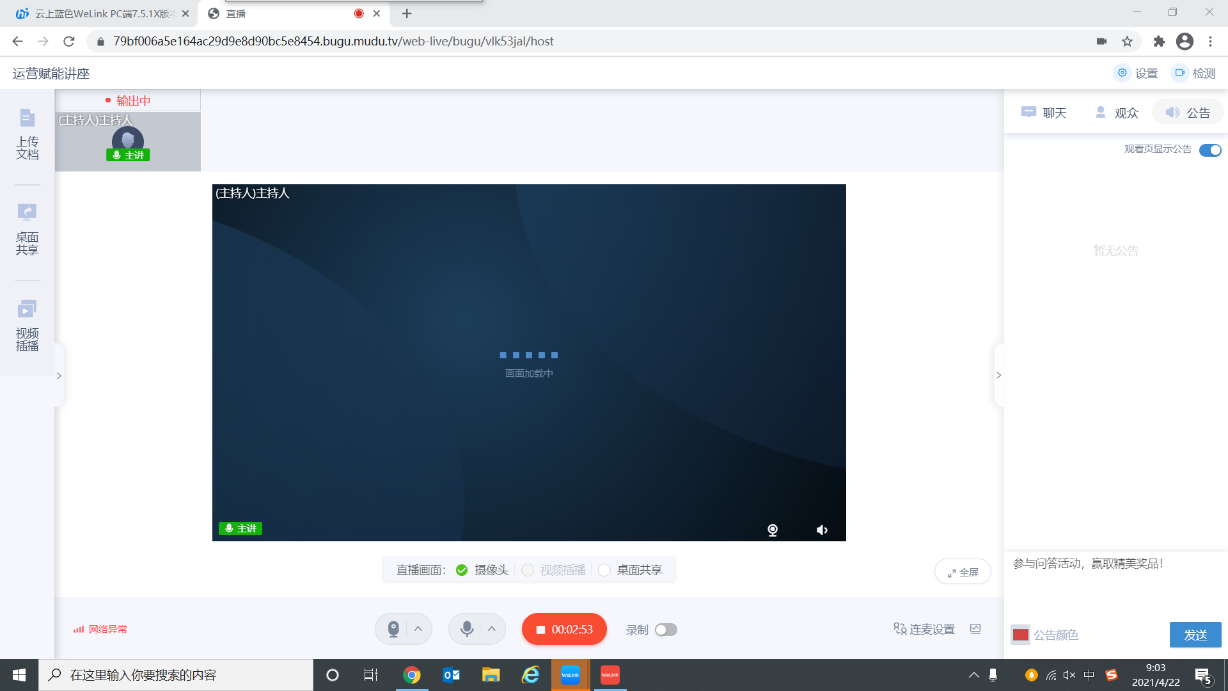 云上蓝色WeLink PC端7.5.1X版
直播
79bf006a5e164ac29d9e8d90bc5e8454.bugu.mudu.tv/web-live/bugu/vlk53jal/host
运营赋能讲座
设置
检测
上传
文档
桌面
共享
视频
插播
输出中
(主持人)主持人
主讲
(主持人)主持人
画面加载中
主讲
直播画面：
摄像头
视频插播
桌面共享
全屏
网络异常
00:02:53
录制
连麦设置
聊天
观众
公告
观看页显示公告
暂无公告
参与问答活动，赢取精美奖品！
公告颜色
发送
在这里输入你要搜索的内容
WeLink
WeLink
中
9:03
2021/4/22
5